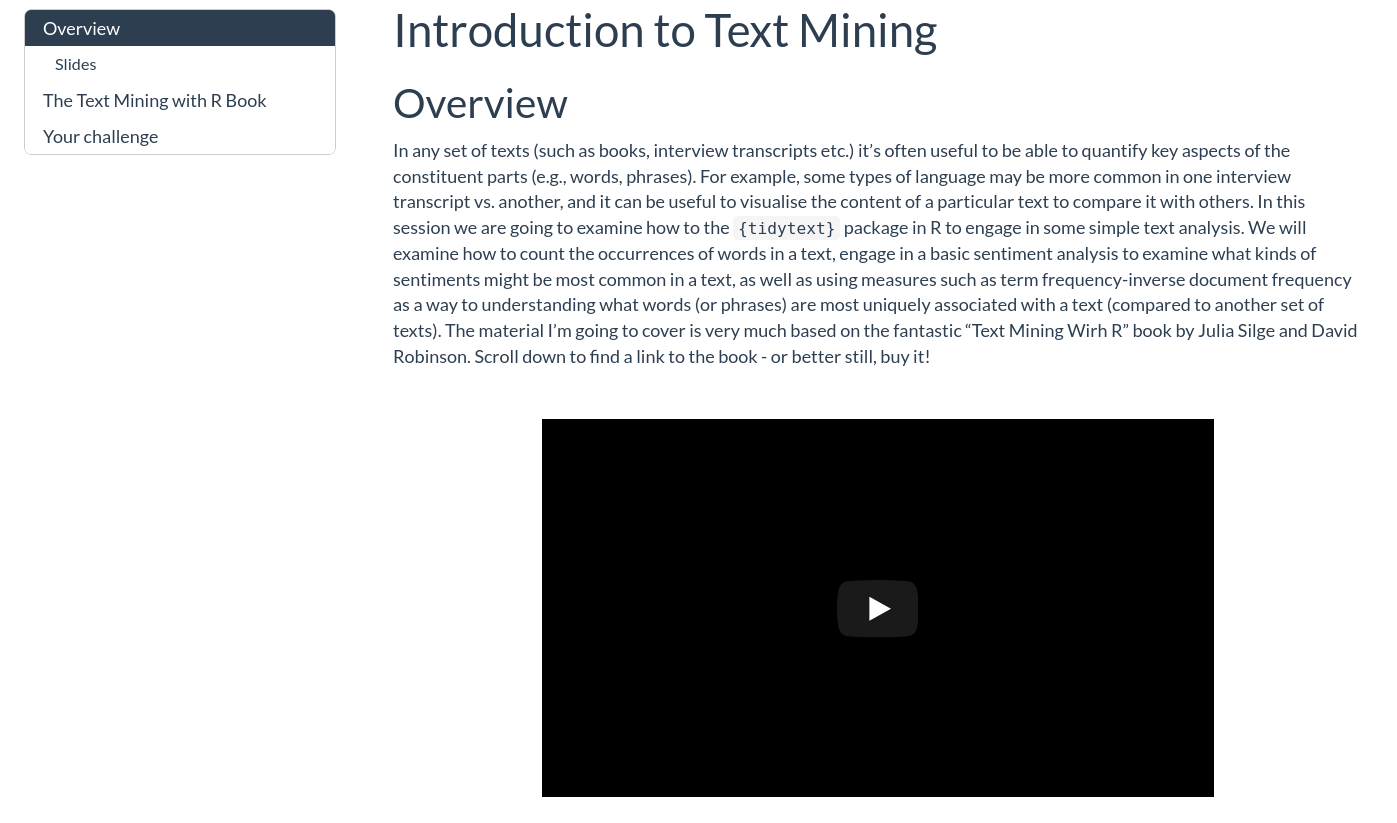 Overview
Slides
The Text Mining with R Book
Your challenge
Introduction to Text Mining
Overview
In any set of texts (such as books, interview transcripts etc.) it’s often useful to be able to quantify key aspects of the
constituent parts (e.g., words, phrases). For example, some types of language may be more common in one interview
transcript vs. another, and it can be useful to visualise the content of a particular text to compare it with others. In this
session we are going to examine how to the {tidytext} package in R to engage in some simple text analysis. We will
examine how to count the occurrences of words in a text, engage in a basic sentiment analysis to examine what kinds of
sentiments might be most common in a text, as well as using measures such as term frequency-inverse document frequency
as a way to understanding what words (or phrases) are most uniquely associated with a text (compared to another set of
texts). The material I’m going to cover is very much based on the fantastic “Text Mining Wirh R” book by Julia Silge and David
Robinson. Scroll down to find a link to the book - or better still, buy it!